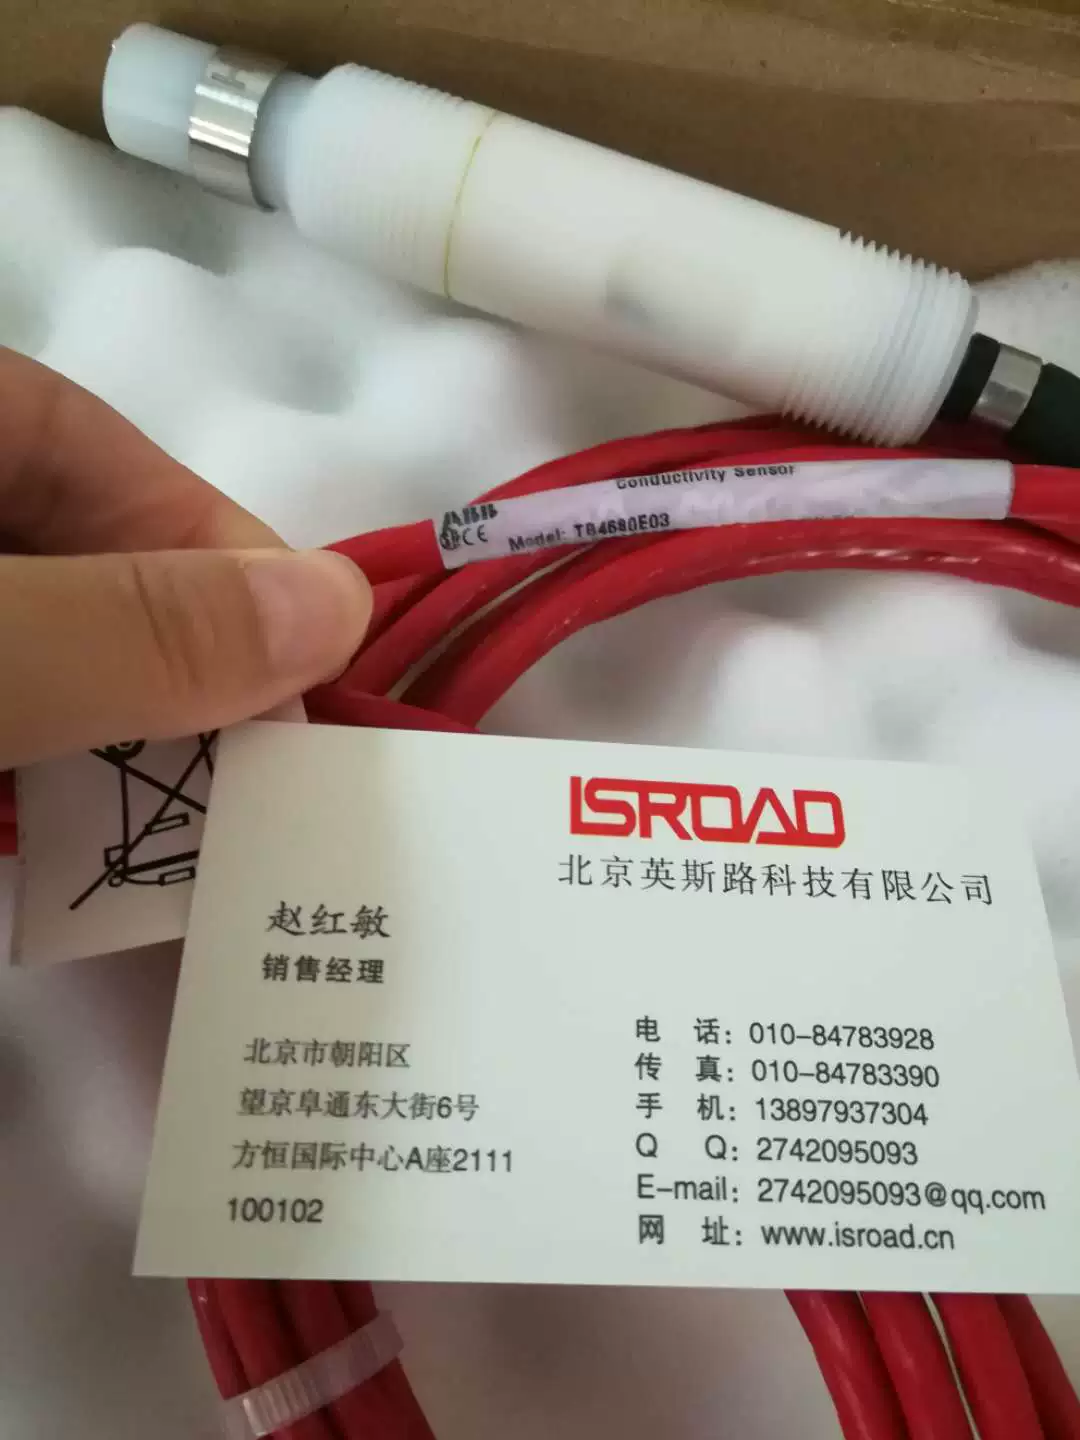 Conductivity Sensor
ABB
CE Model: TB4680E03
ISROAD
北京英斯路科技有限公司
赵红敏
销售经理
北京市朝阳区
望京阜通东大街6号
方恒国际中心A座2111
100102
电 话：010-84783928
传 真：010-84783390
手 机：13897937304
Q Q：2742095093
E-mail：2742095093@qq.com
网 址：www.isroad.cn